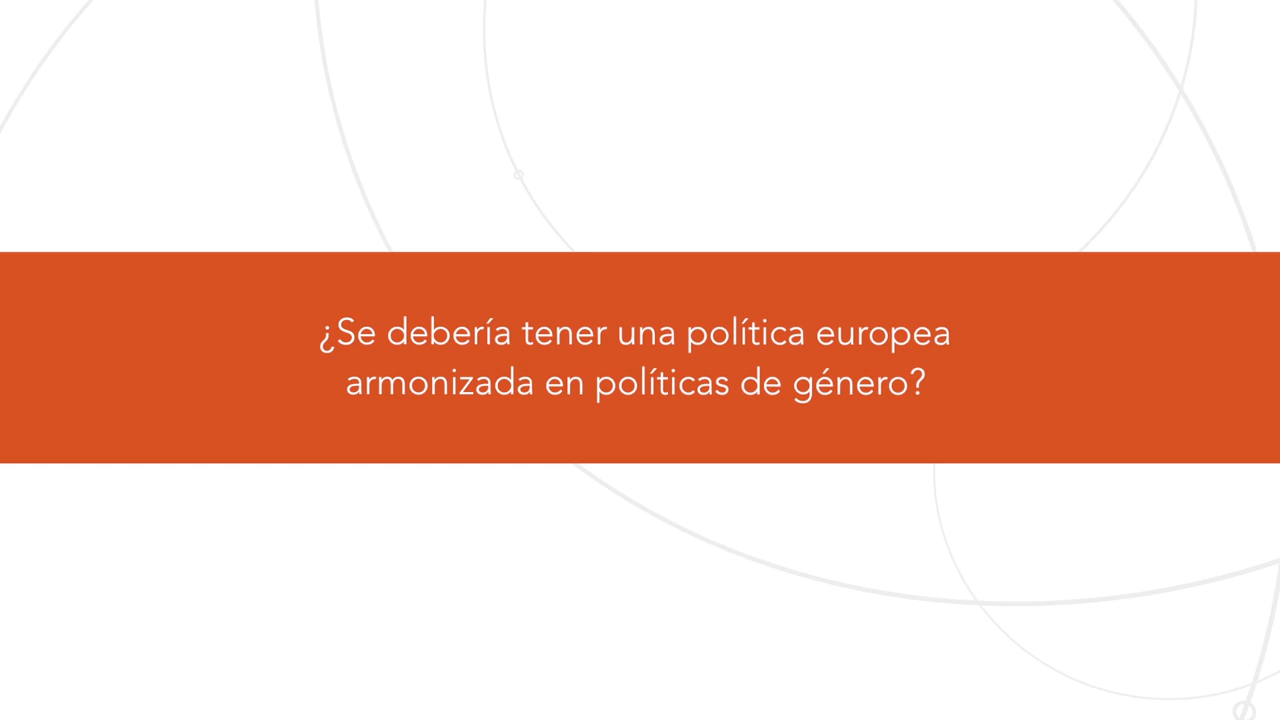 ¿Se debería tener una política europea
armonizada en políticas de género?